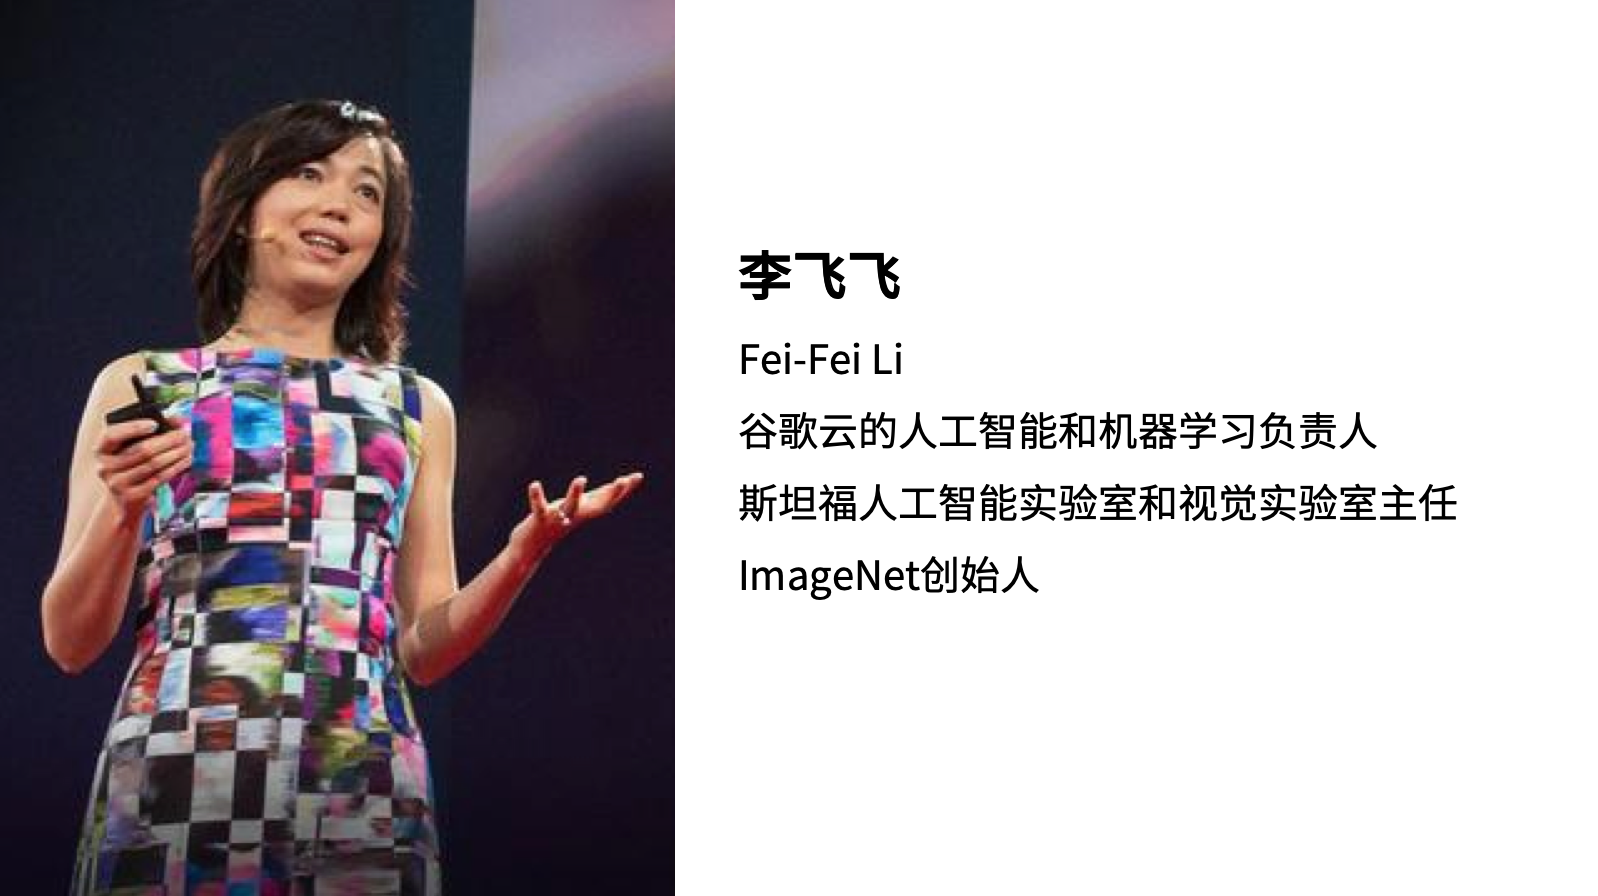 李飞飞
Fei-Fei Li
谷歌云的人工智能和机器学习负责人
斯坦福人工智能实验室和视觉实验室主任
ImageNet创始人